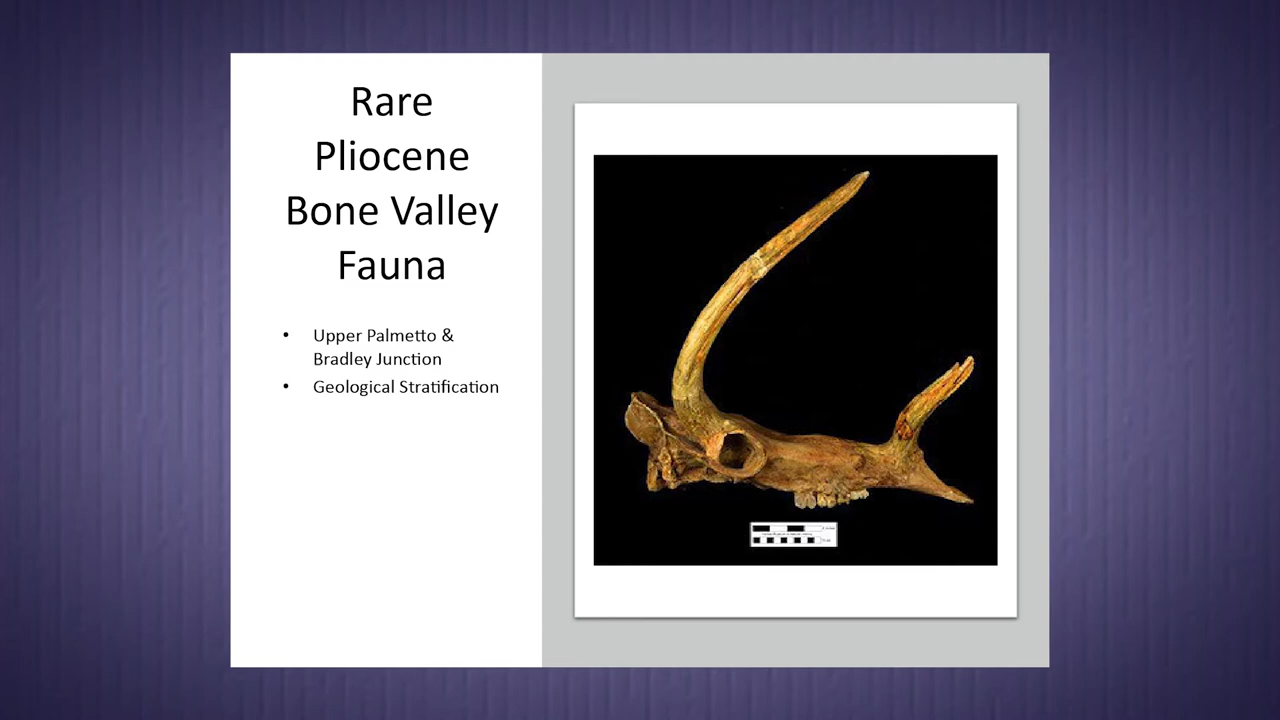 Rare
Pliocene
Bone Valley
Fauna
• Upper Palmetto &
Bradley Junction
• Geological Stratification